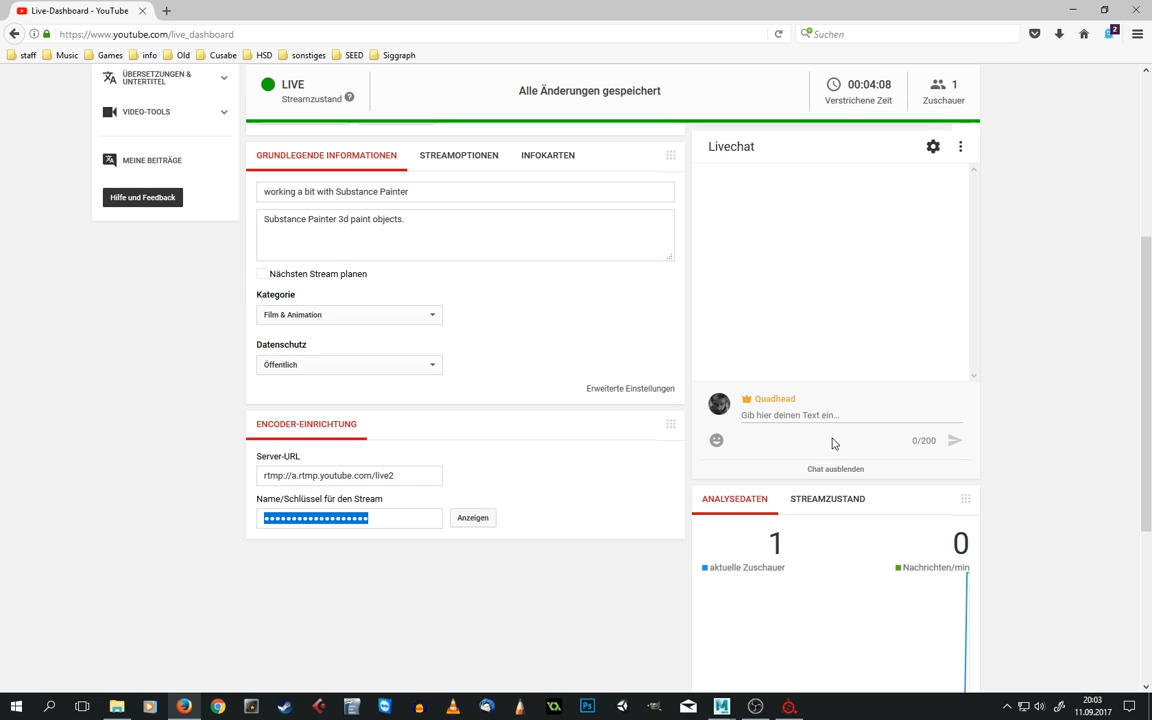 Live-Dashboard - YouTube
https://www.youtube.com/live_dashboard
Suchen
2
staff Music Games info Old Cusabe HSD sonstiges SEED Siggraph
ÜBERSETZUNGEN &
UNTERTITEL
VIDEO-TOOLS
MEINE BEITRÄGE
Hilfe und Feedback
LIVE
Streamzustand ?
Alle Änderungen gespeichert
00:04:08
Verstrichene Zeit
1
Zuschauer
GRUNDLEGENDE INFORMATIONEN STREAMOPTIONEN INFOKARTEN
working a bit with Substance Painter
Substance Painter 3d paint objects.
Nächsten Stream planen
Kategorie
Film & Animation
Datenschutz
Öffentlich
Erweiterte Einstellungen
ENCODER-EINRICHTUNG
Server-URL
rtmp://a.rtmp.youtube.com/live2
Name/Schlüssel für den Stream
Anzeigen
Livechat
Quadhead
Gib hier deinen Text ein...
0/200
Chat ausblenden
ANALYSEDATEN STREAMZUSTAND
1 0
aktuelle Zuschauer Nachrichten/min
Ps
20:03
11.09.2017